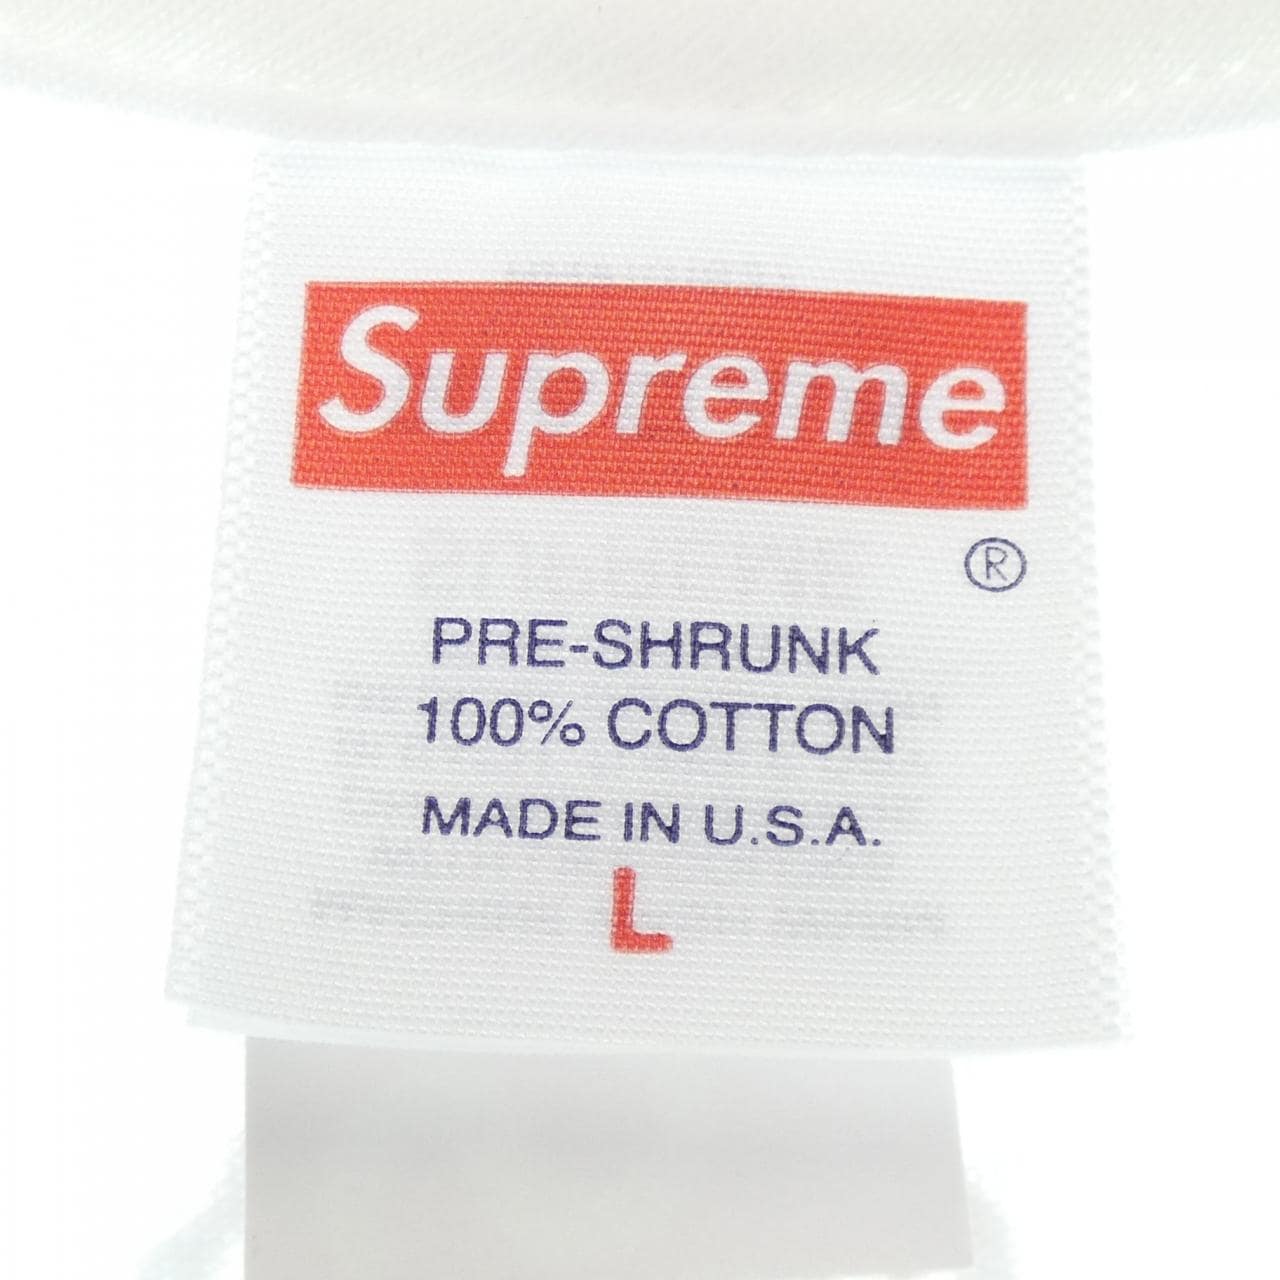 Supreme
®
PRE-SHRUNK
100% COTTON
MADE IN U.S.A.
L